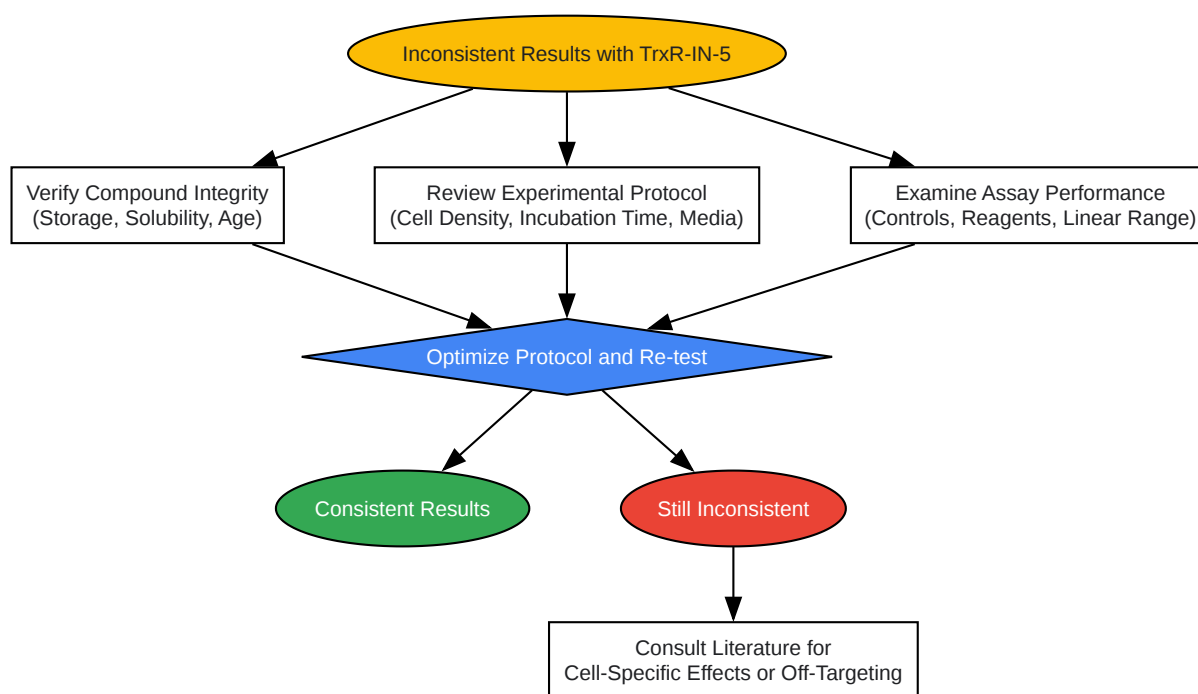 Inconsistent Results with TrxR-IN-5
Verify Compound Integrity
(Storage, Solubility, Age)
Review Experimental Protocol
(Cell Density, Incubation Time, Media)
Examine Assay Performance
(Controls, Reagents, Linear Range)
Optimize Protocol and Re-test
Consistent Results
Still Inconsistent
Consult Literature for
Cell-Specific Effects or Off-Targeting